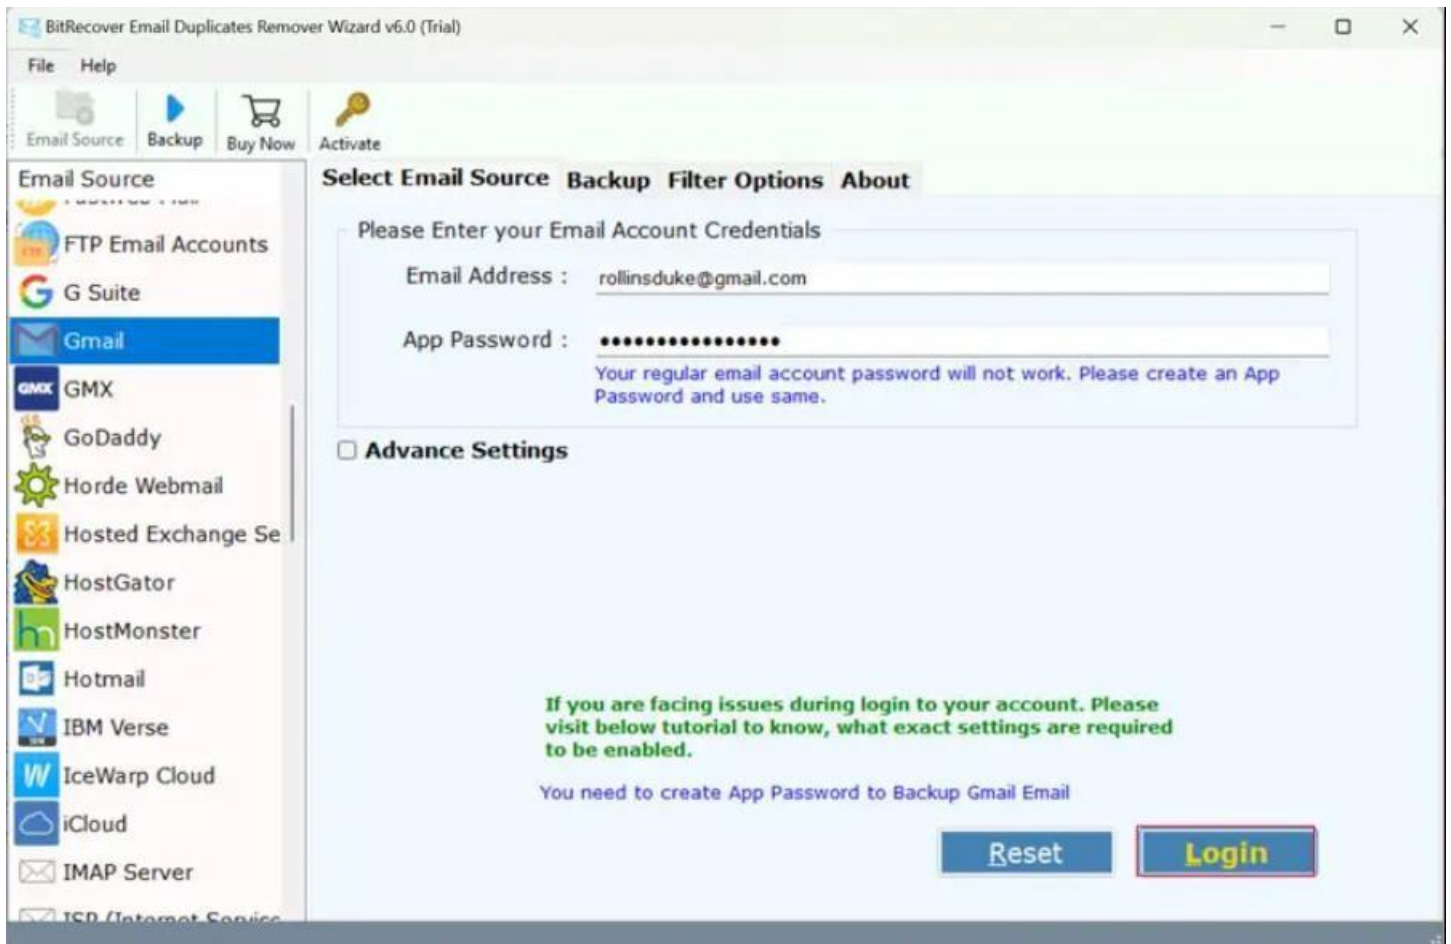 BitRecover Email Duplicates Remover Wizard v6.0 (Trial)
File Help
Email Source Backup Buy Now Activate
Email Source
Select Email Source Backup Filter Options About
FTP Email Accounts
G Suite
Gmail
GMX
GoDaddy
Horde Webmail
Hosted Exchange Se
HostGator
HostMonster
Hotmail
IBM Verse
IceWarp Cloud
iCloud
IMAP Server
ISP (Internet Service
Please Enter your Email Account Credentials
Email Address : rollinsduke@gmail.com
App Password : ••••••••••••••••
Your regular email account password will not work. Please create an App
Password and use same.
Advance Settings
If you are facing issues during login to your account. Please
visit below tutorial to know, what exact settings are required
to be enabled.
You need to create App Password to Backup Gmail Email
Reset Login